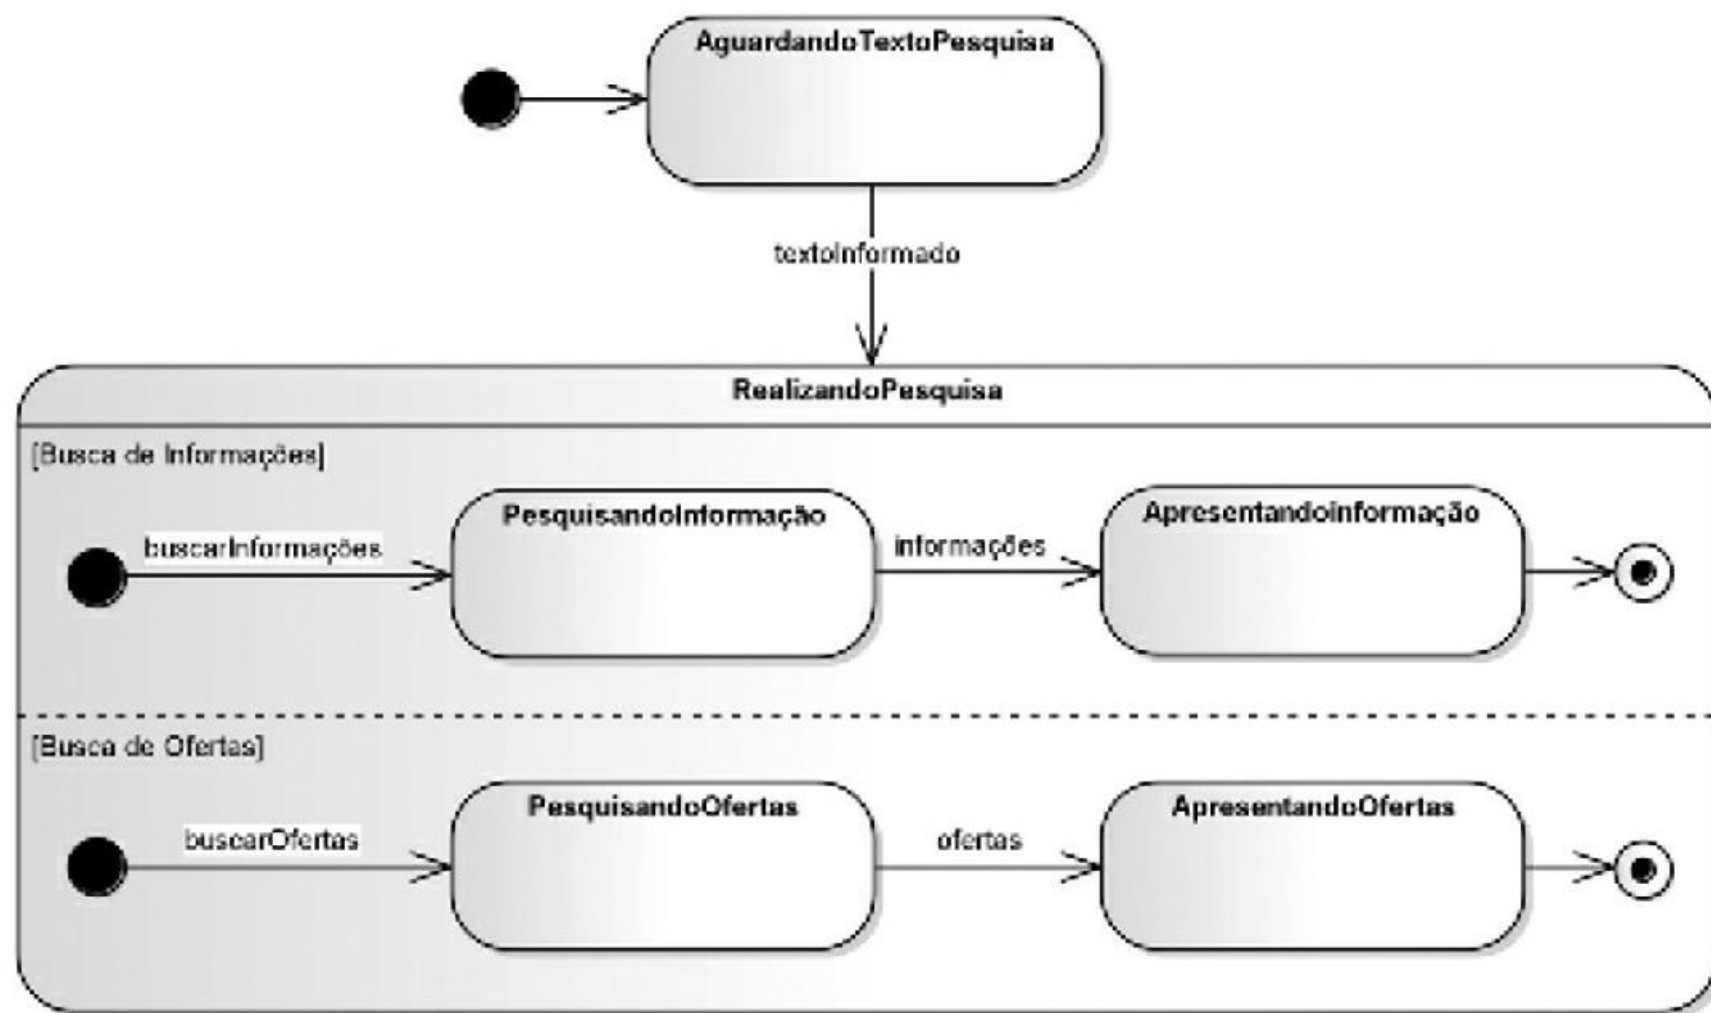 AguardandoTextoPesquisa
textoInformado
RealizandoPesquisa
[Busca de Informações]
buscarInformações
PesquisandoInformação
informações
ApresentandoInformação
[Busca de Ofertas]
buscarOfertas
PesquisandoOfertas
ofertas
ApresentandoOfertas